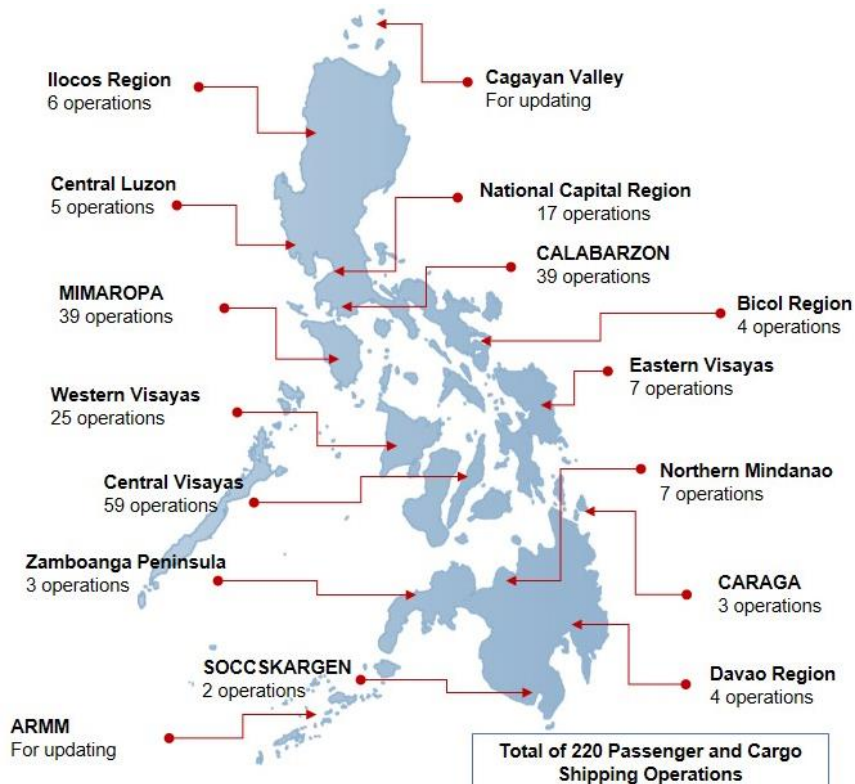 Ilocos Region
6 operations
Cagayan Valley
For updating
Central Luzon
5 operations
National Capital Region
17 operations
CALABARZON
39 operations
MIMAROPA
39 operations
Bicol Region
4 operations
Eastern Visayas
7 operations
Western Visayas
25 operations
Central Visayas
59 operations
Northern Mindanao
7 operations
Zamboanga Peninsula
3 operations
CARAGA
3 operations
SOCCSKARGEN
2 operations
Davao Region
4 operations
ARMM
For updating
Total of 220 Passenger and Cargo
Shipping Operations